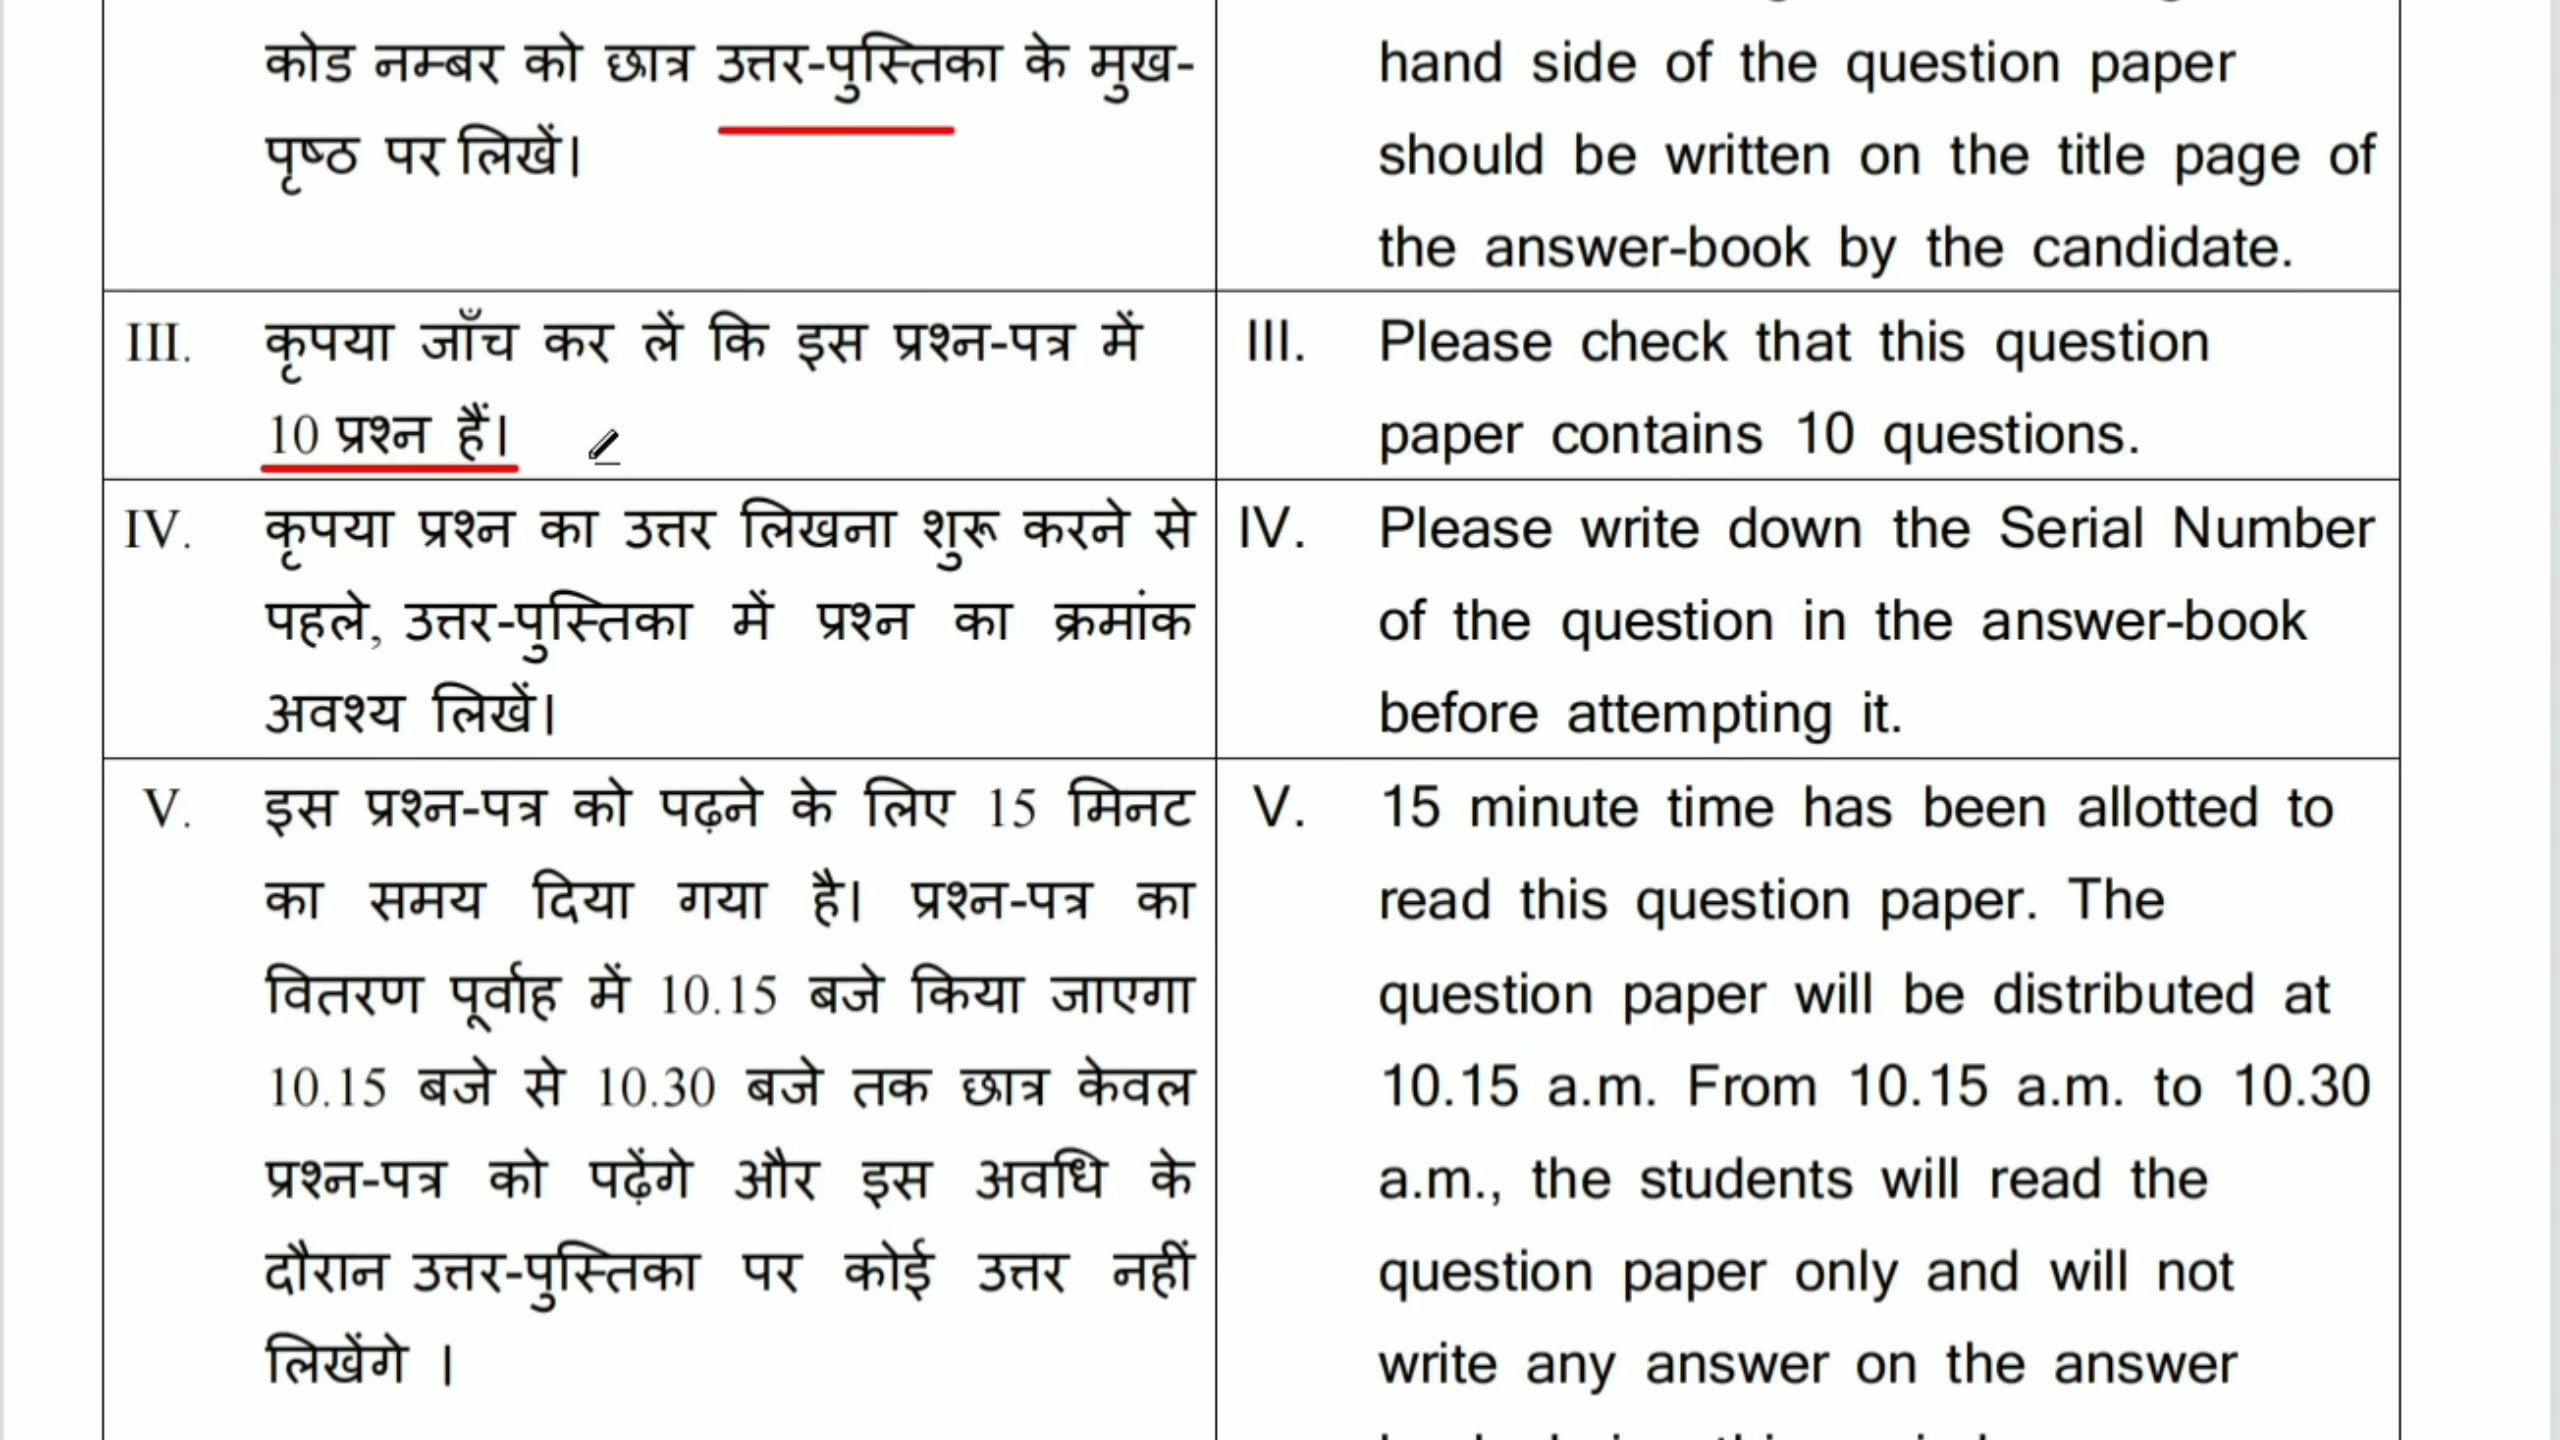 कोड नम्बर को छात्र उत्तर-पुस्तिका के मुख-
पृष्ठ पर लिखें।
hand side of the question paper
should be written on the title page of
the answer-book by the candidate.
III. कृपया जाँच कर लें कि इस प्रश्न-पत्र में
10 प्रश्न हैं।
III. Please check that this question
paper contains 10 questions.
IV. कृपया प्रश्न का उत्तर लिखना शुरू करने से
पहले, उत्तर-पुस्तिका में प्रश्न का क्रमांक
अवश्य लिखें।
IV. Please write down the Serial Number
of the question in the answer-book
before attempting it.
V. इस प्रश्न-पत्र को पढ़ने के लिए 15 मिनट
का समय दिया गया है। प्रश्न-पत्र का
वितरण पूर्वाह में 10.15 बजे किया जाएगा
10.15 बजे से 10.30 बजे तक छात्र केवल
प्रश्न-पत्र को पढ़ेंगे और इस अवधि के
दौरान उत्तर-पुस्तिका पर कोई उत्तर नहीं
लिखेंगे ।
V. 15 minute time has been allotted to
read this question paper. The
question paper will be distributed at
10.15 a.m. From 10.15 a.m. to 10.30
a.m., the students will read the
question paper only and will not
write any answer on the answer